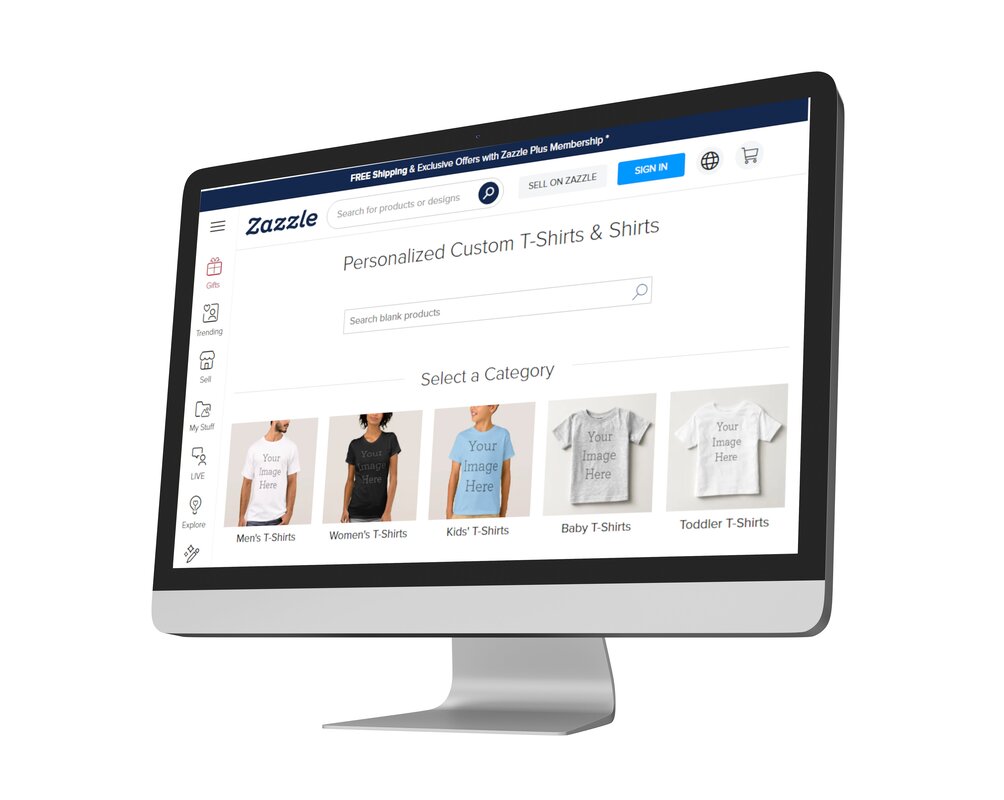 FREE Shipping & Exclusive Offers with Zazzle Plus Membership *
Zazzle
Search for products or designs
SELL ON ZAZZLE
SIGN IN
Gifts
Trending
Sell
My Stuff
LIVE
Explore
Personalized Custom T-Shirts & Shirts
Search blank products
Select a Category
Your
Image
Here
Your
Image
Here
Your
Image
Here
Your
Image
Here
Your
Image
Here
Men's T-Shirts
Women's T-Shirts
Kids' T-Shirts
Baby T-Shirts
Toddler T-Shirts